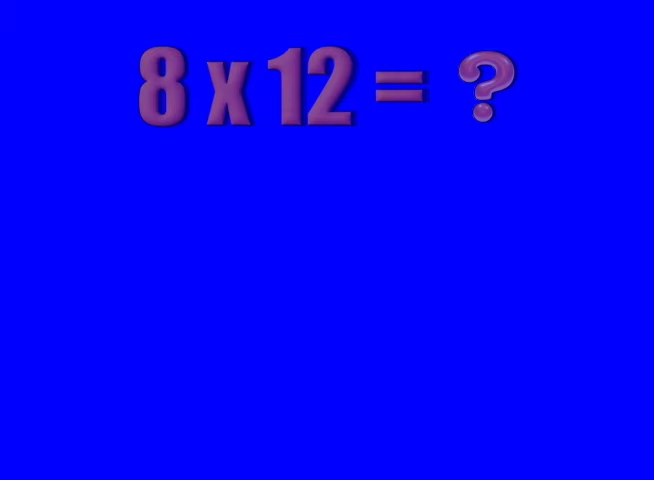 8 x 12 = ?